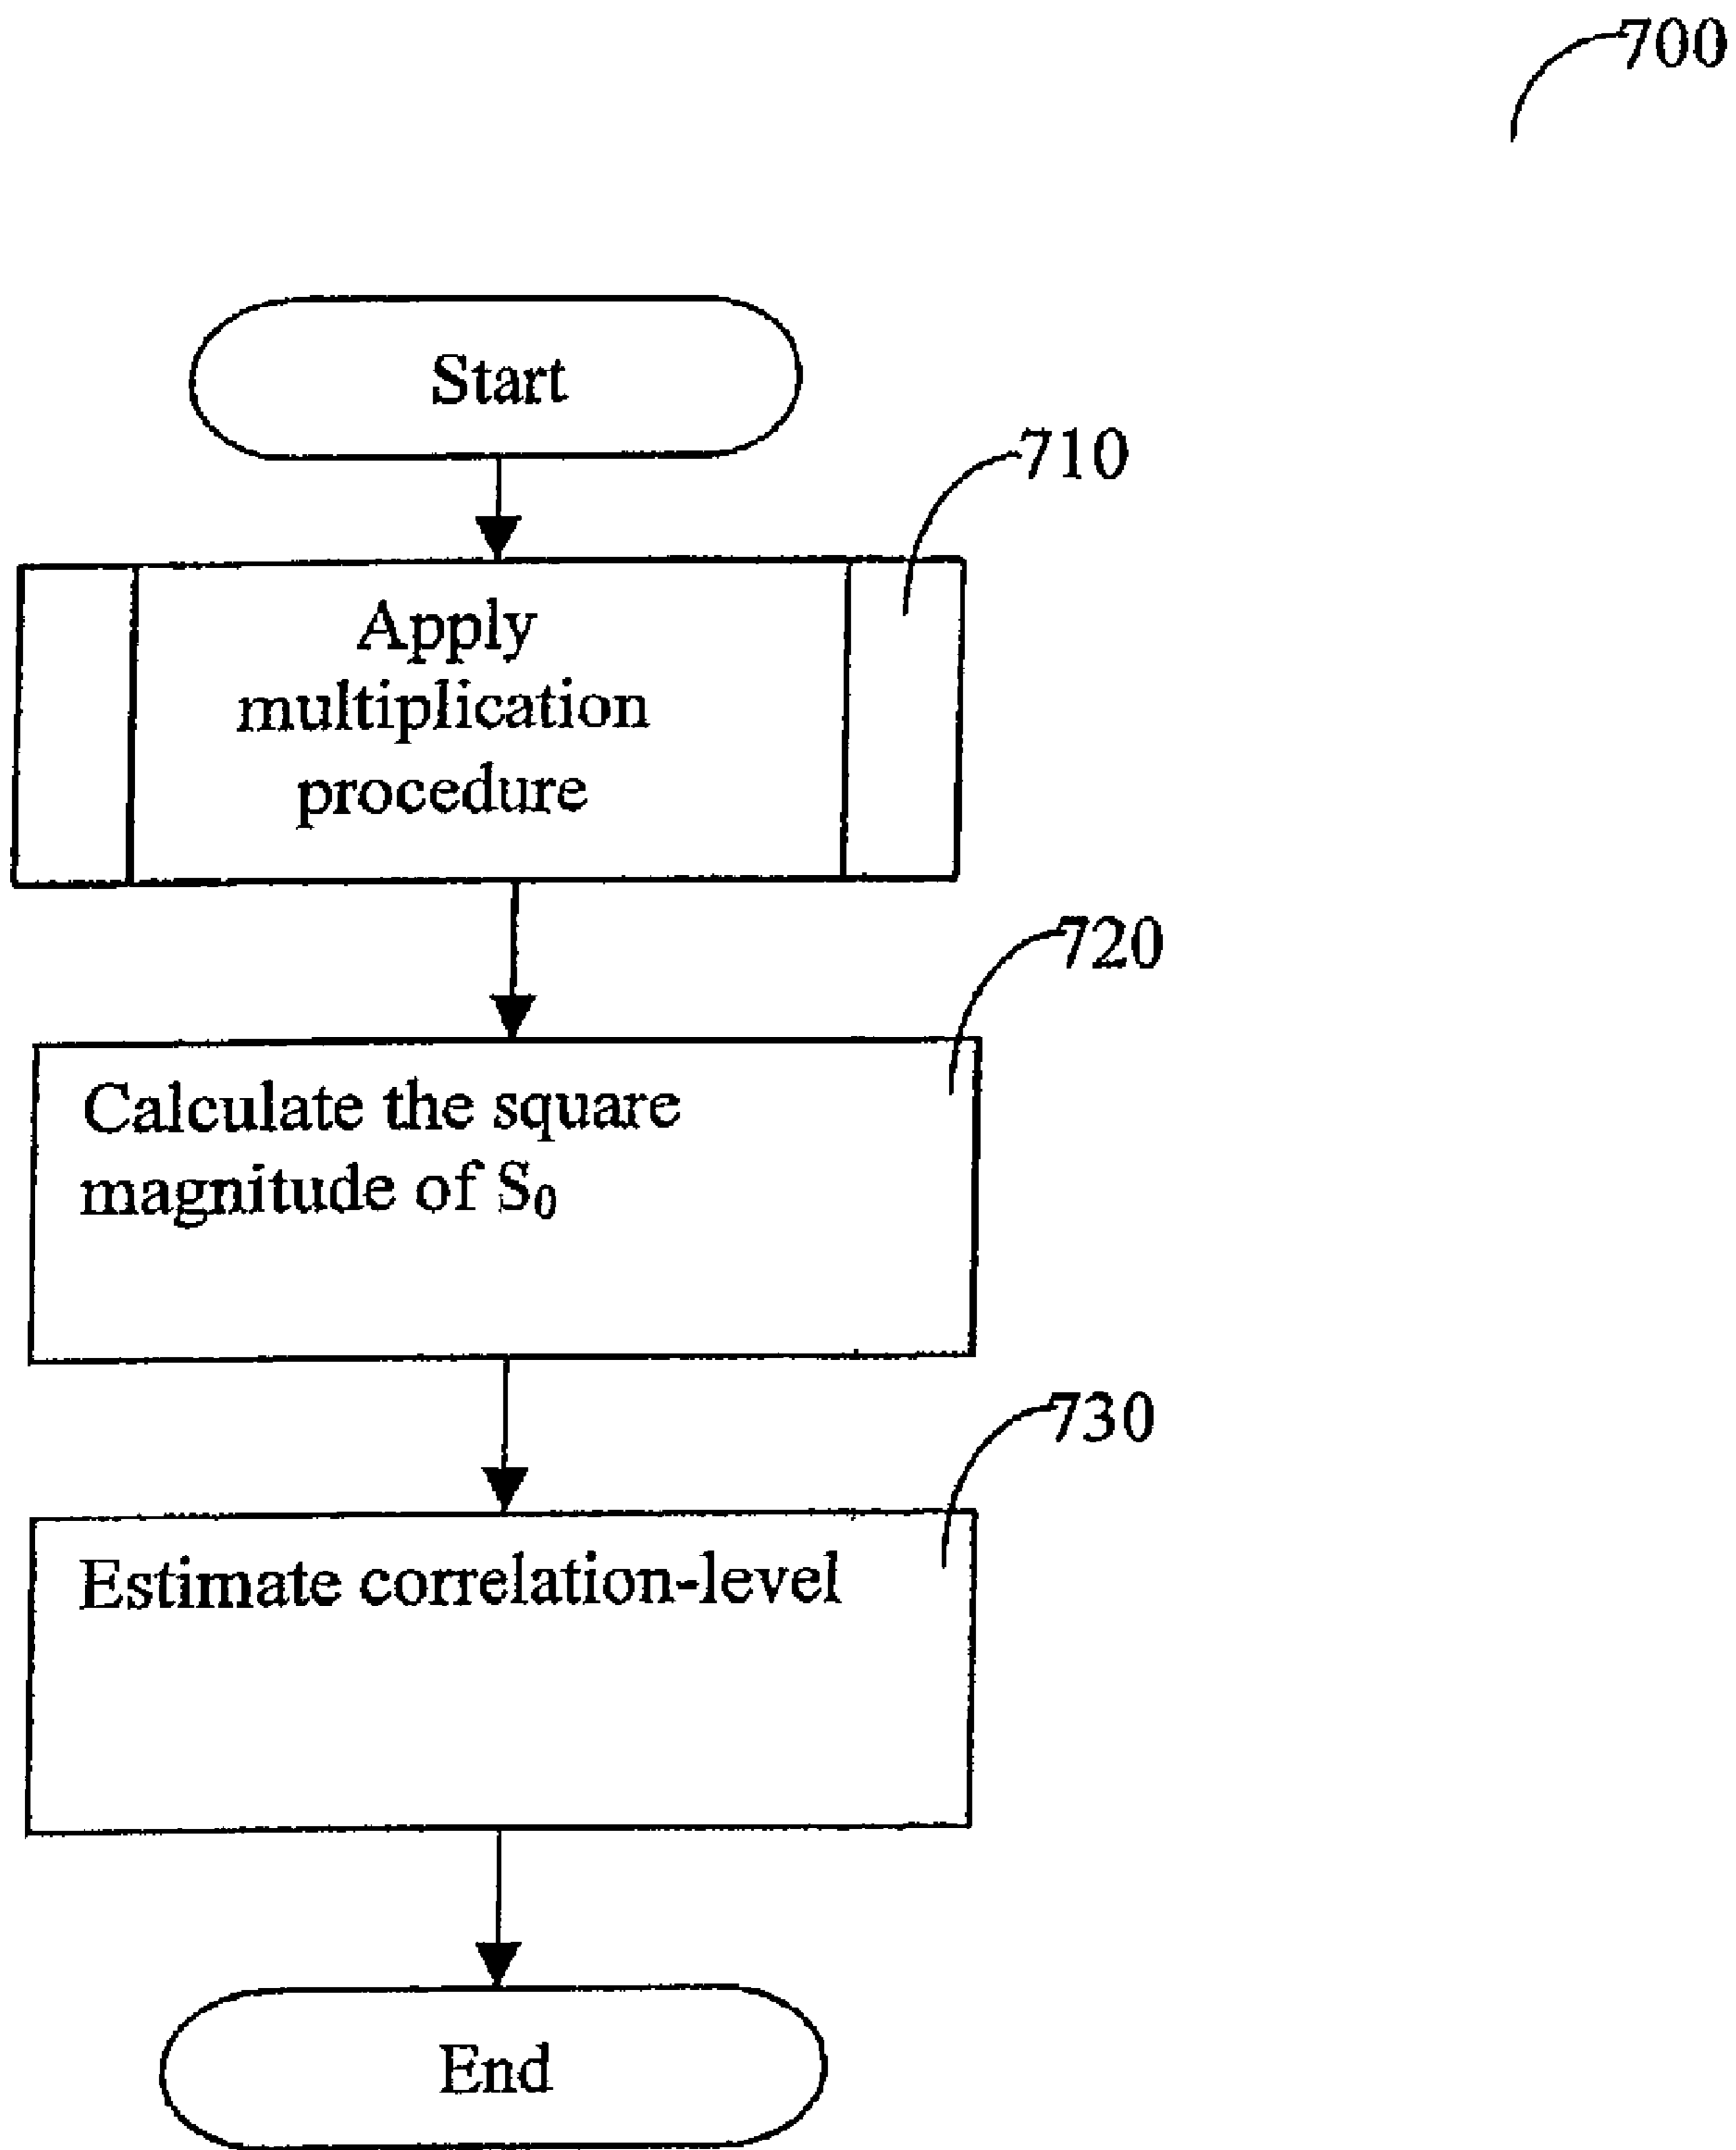 700
Start
710
Apply
multiplication
procedure
720
Calculate the square
magnitude of S₀
730
Estimate correlation-level
End